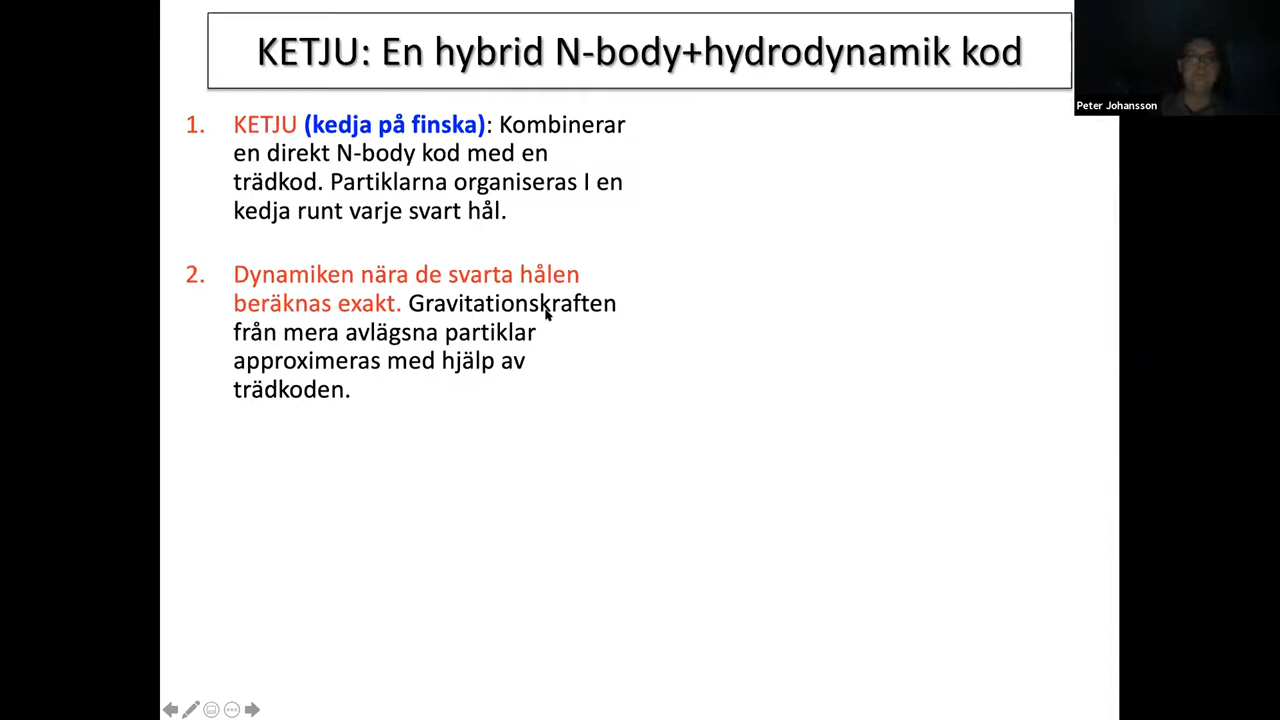 KETJU: En hybrid N-body+hydrodynamik kod
Peter Johansson
1. KETJU (kedja på finska): Kombinerar
en direkt N-body kod med en
trädkod. Partiklarna organiseras I en
kedja runt varje svart hål.
2. Dynamiken nära de svarta hålen
beräknas exakt. Gravitationskraften
från mera avlägsna partiklar
approximeras med hjälp av
trädkoden.